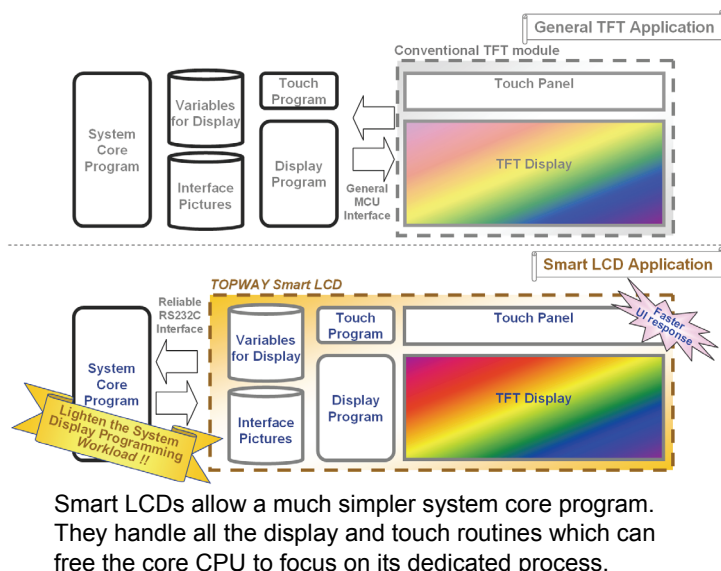 General TFT Application
Conventional TFT module
System
Core
Program
Variables
for Display
Interface
Pictures
Touch
Program
Display
Program
General
MCU
Interface
Touch Panel
TFT Display
Smart LCD Application
TOPWAY Smart LCD
Reliable
RS232C
Interface
System
Core
Program
Lighten the System
Display Programming
Workload !!
Variables
for Display
Interface
Pictures
Touch
Program
Display
Program
Touch Panel
TFT Display
Faster
UI response
Smart LCDs allow a much simpler system core program.
They handle all the display and touch routines which can
free the core CPU to focus on its dedicated process.